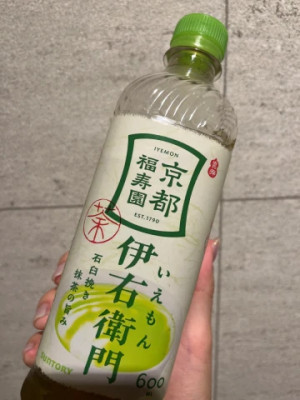 IYEMON
京都
福寿園
EST.1790
茶
伊右衛門
いえもん
石臼挽き
抹茶の旨み
SUNTORY
600